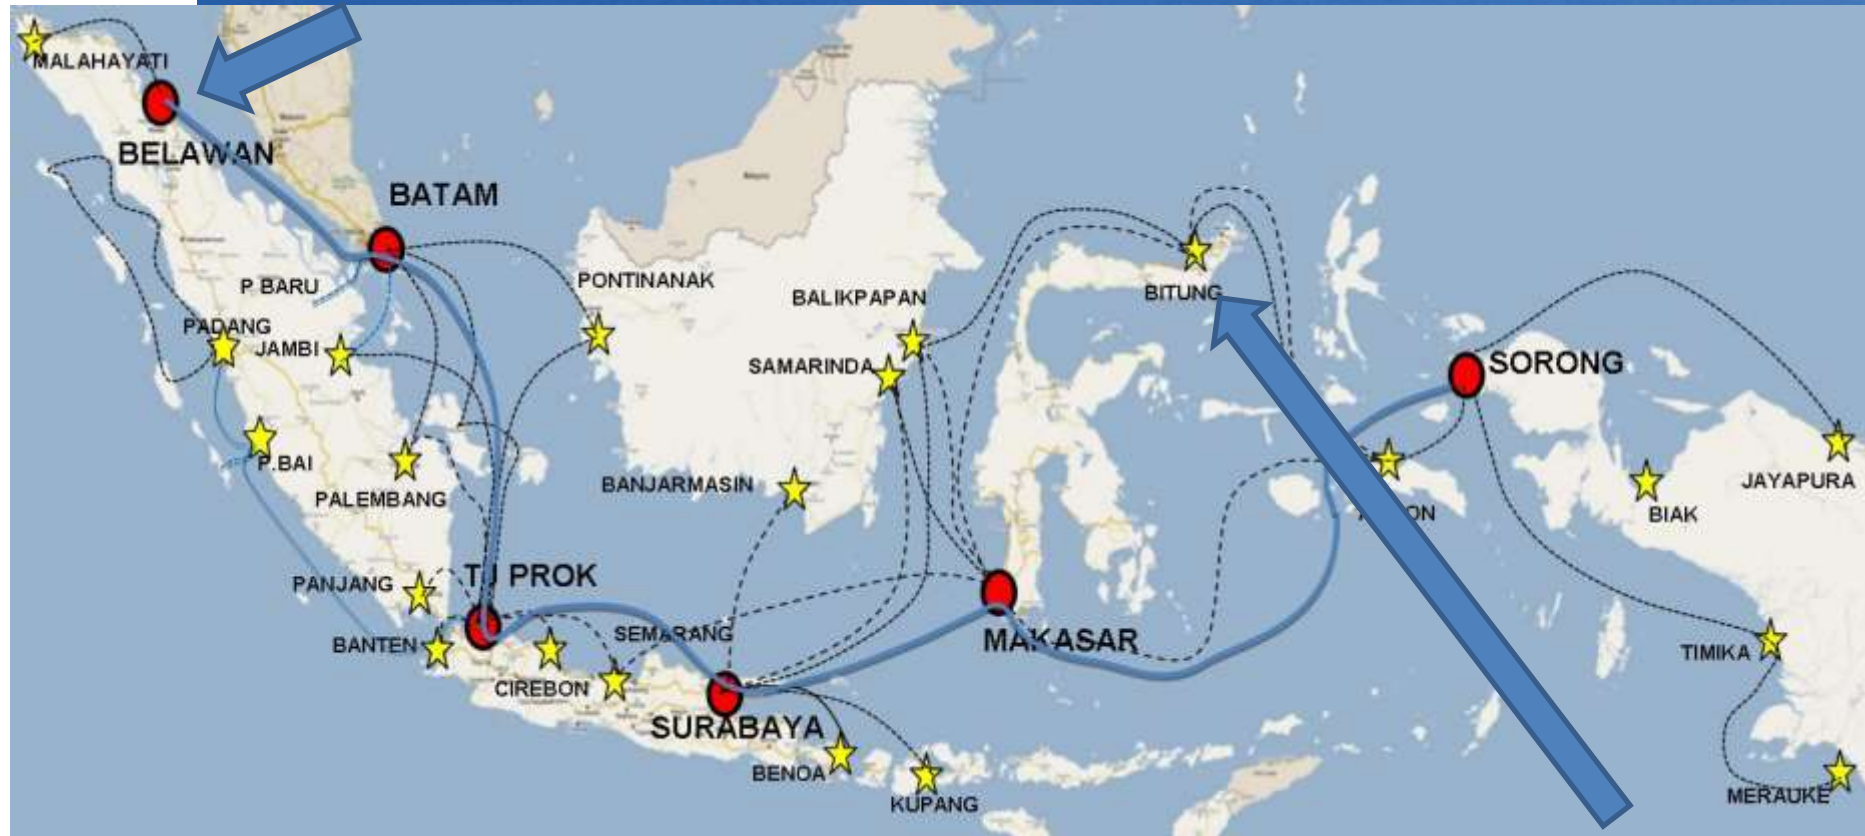 MALAHAYATI
BELAWAN
BATAM
P.BARU
PONTINANAK
BALIKPAPAN
BITUNG
PADANG
JAMBI
SAMARINDA
SORONG
P.BAI
PALEMBANG
BANJARMASIN
JAYAPURA
BIAK
PANJANG
TJ PROK
BANTEN
SEMARANG
MAKASAR
TIMIKA
CIREBON
SURABAYA
BENOA
KUPANG
MERAUKE